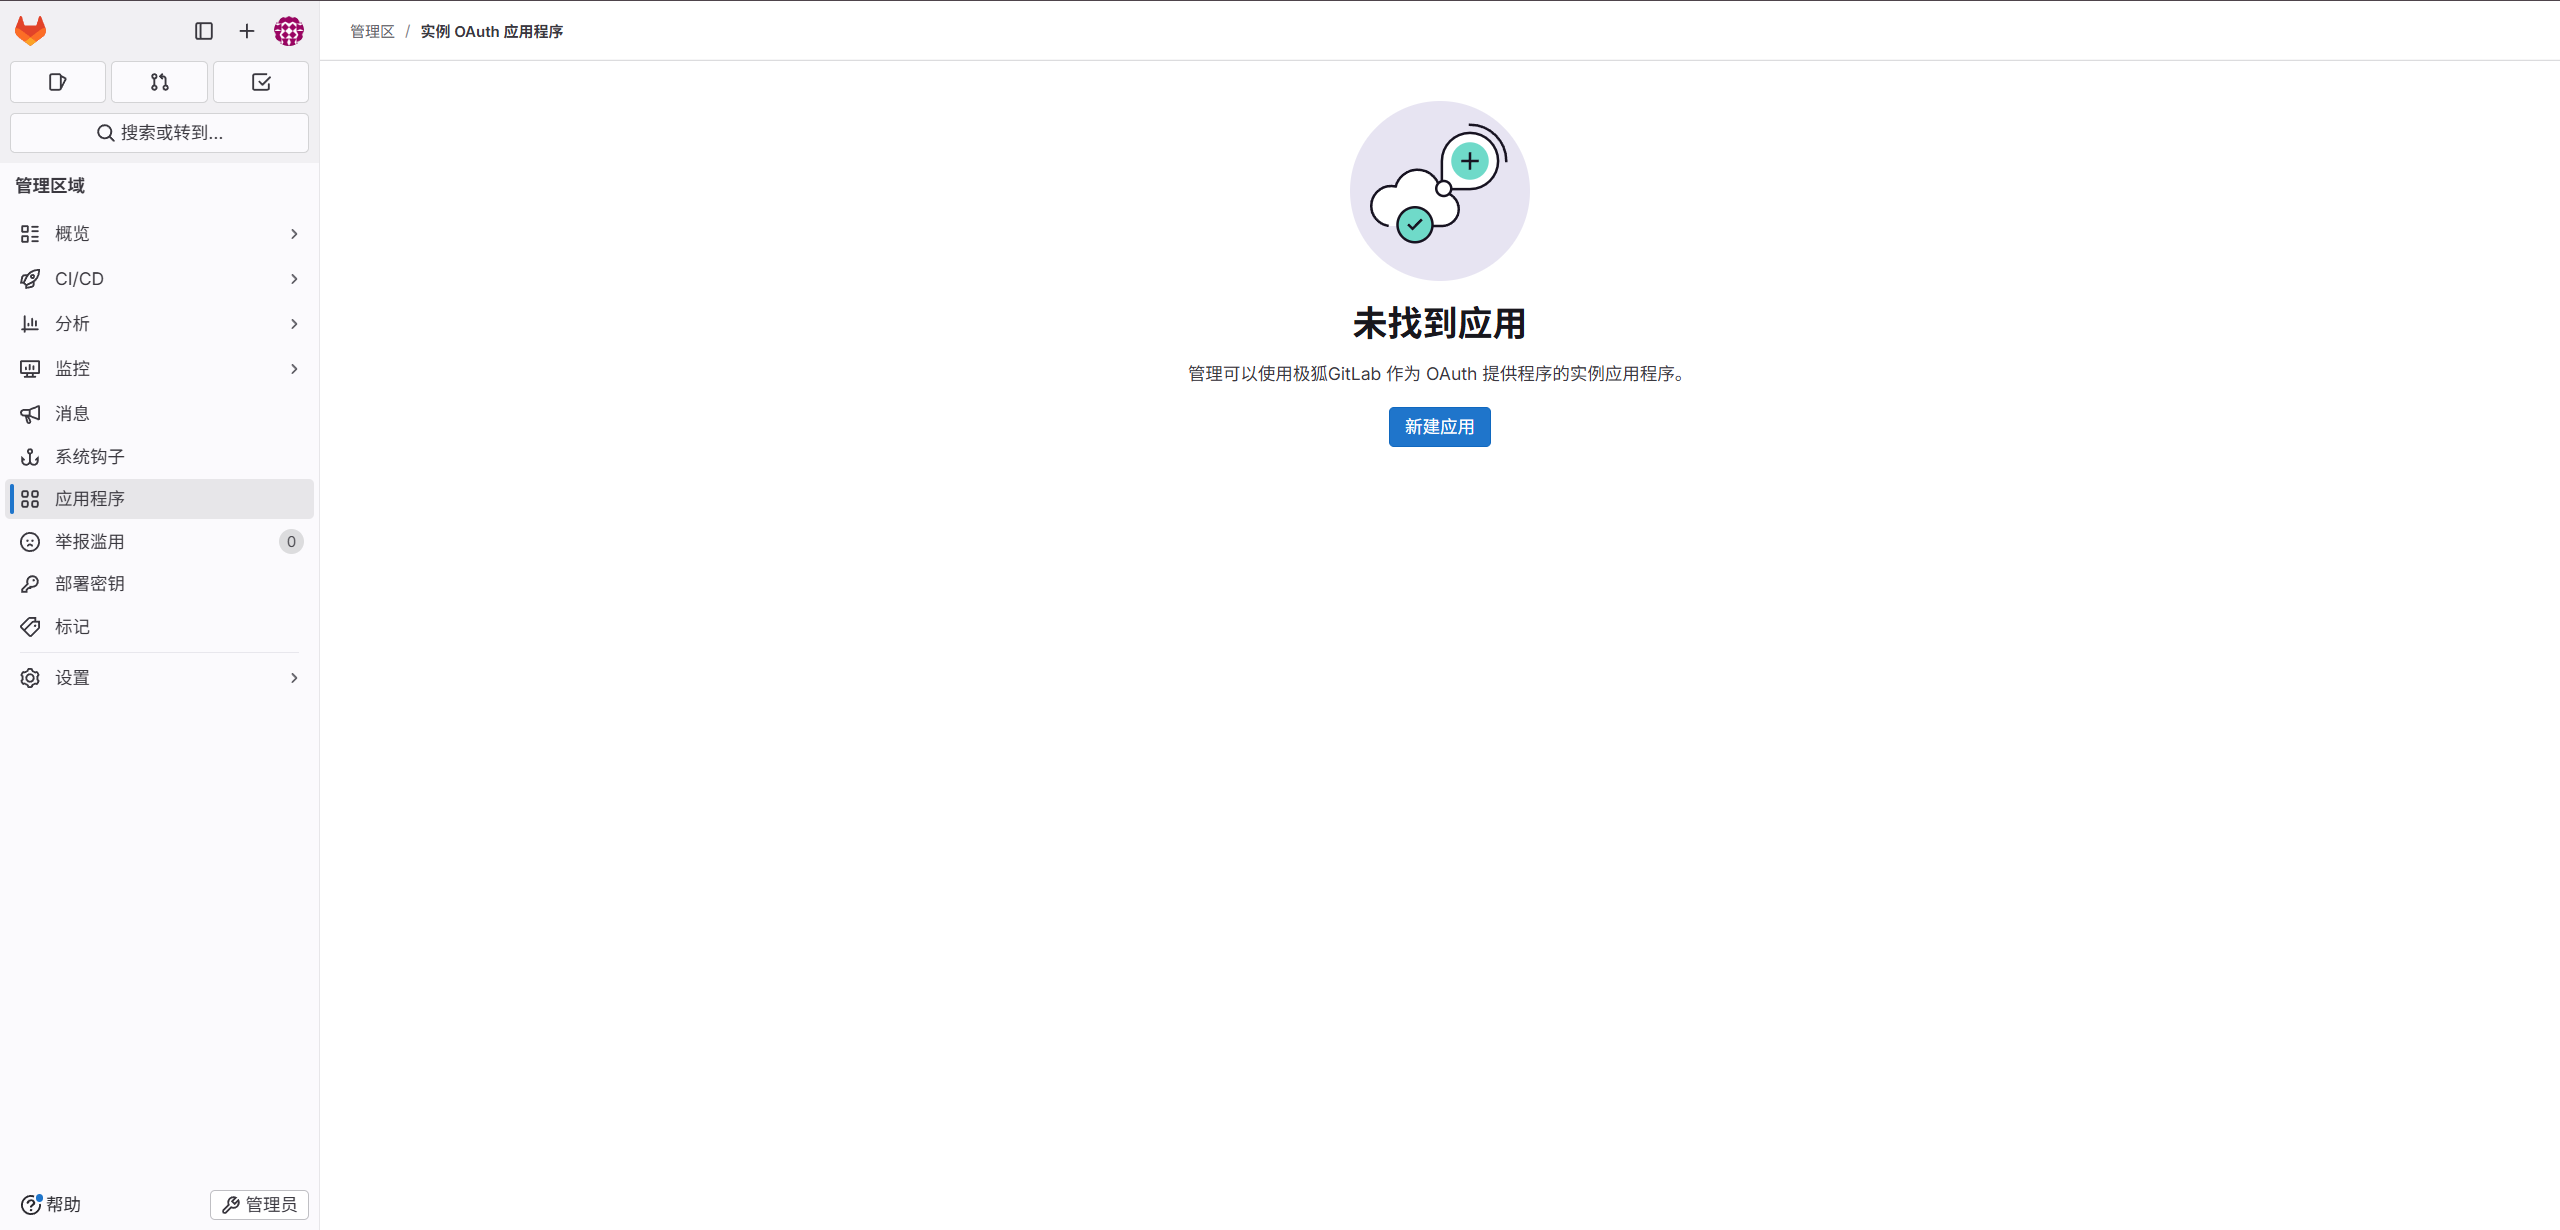 管理区 / 实例 OAuth 应用程序
搜索或转到...
管理区域
概览
CI/CD
分析
监控
消息
系统钩子
应用程序
举报滥用 0
部署密钥
标记
设置
帮助
管理员
未找到应用
管理可以使用极狐GitLab 作为 OAuth 提供程序的实例应用程序。
新建应用